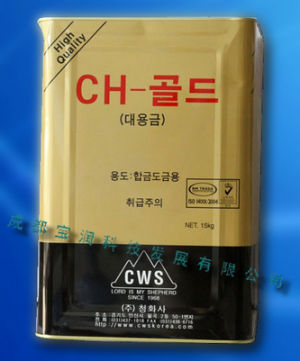 High
Quality
CH-골드
(대용금)
용도:합금도금용
취급주의
NET. 15kg
成都宝润科技发展有限公司
CWS
LORD IS MY SHEPHERD
SINCE 1968
(주) 청화사
http://www.cwskorea.com